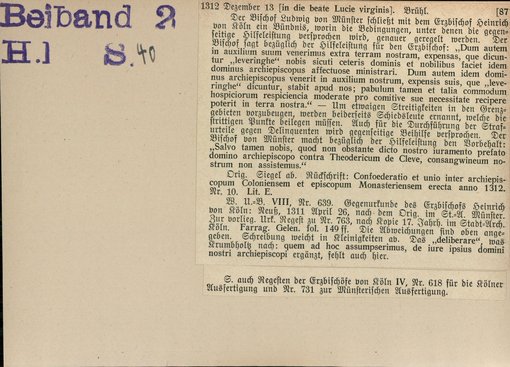 Beiband 2
H.1 S. 40
1312 Dezember 13 [in die beate Lucie virginis]. Brühl. [87
Der Bischof Ludwig von Münster schließt mit dem Erzbischof Heinrich
von Köln ein Bündnis, worin die Bedingungen, unter denen die gegen-
seitige Hilfeleistung versprochen wird, genauer geregelt werden. Der
Bischof sagt bezüglich der Hilfeleistung für den Erzbischof: „Dum autem
in auxilium suum venerimus extra terram nostram, expensas, que dicun-
tur „leveringhe“ nobis sicuti ceteris dominis et nobilibus faciet idem
dominus archiepiscopus affectuose ministrari. Dum autem idem domi-
nus archiepiscopus venerit in auxilium nostrum, expensis suis, que „leve-
ringhe“ dicuntur, stabit apud nos; pabulum tamen et talia commodum
hospiciorum respiciencia moderate pro comitive sue necessitate recipere
poterit in terra nostra.“ — Um etwaigen Streitigkeiten in den Grenz-
gebieten vorzubeugen, werden beiderseits Schiedsleute ernannt, welche die
strittigen Punkte beilegen müssen. Auch für die Durchführung der Straf-
urteile gegen Delinquenten wird gegenseitige Beihilfe versprochen. Der
Bischof von Münster macht bezüglich der Hilfeleistung den Vorbehalt:
„Salvo tamen nobis, quod non obstante dicto nostro iuramento prefato
domino archiepiscopo contra Theodericum de Cleve, consangwineum no-
strum non assistemus.“
Orig. Siegel ab. Rückschrift: Confoederatio et unio inter archiepis-
copum Coloniensem et episcopum Monasteriensem erecta anno 1312.
Nr. 10. Lit. E.
W. U.-B. VIII, Nr. 639. Gegenurkunde des Erzbischofs Heinrich
von Köln: Neuß, 1311 April 26, nach dem Orig. im St.-A. Münster.
Zur vorlieg. Urk. Regest zu Nr. 763, nach Kopie 17. Jahrh. im Stadt-Arch.
Köln. Farrag. Gelen. fol. 149 ff. Die Abweichungen sind oben ange-
geben. Schreibung weicht in Kleinigkeiten ab. Das „deliberare“, was
Krumbholtz nach: quem ad hoc assumpserimus, de iure ipsius domini
nostri archiepiscopi ergänzt, fehlt auch hier.
S. auch Regesten der Erzbischöfe von Köln IV, Nr. 618 für die Kölner
Ausfertigung und Nr. 731 zur Münsterischen Ausfertigung.